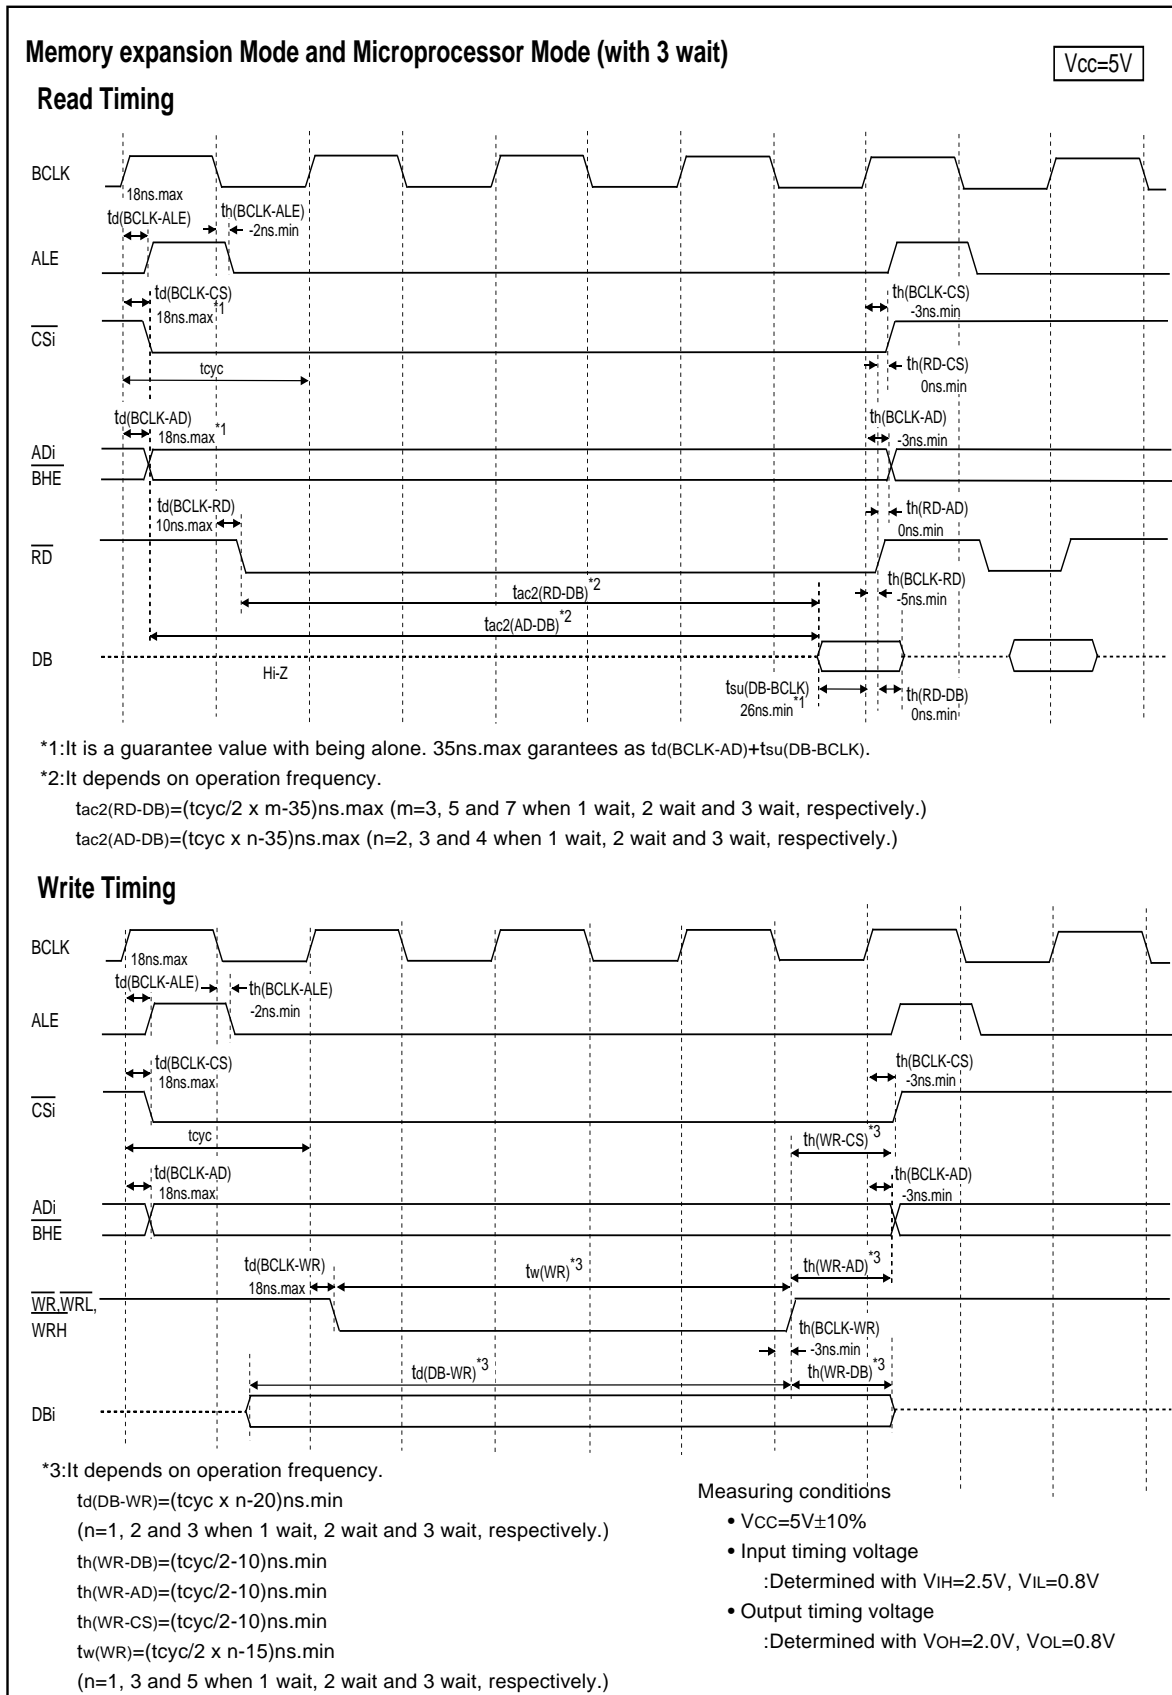 Memory expansion Mode and Microprocessor Mode (with 3 wait)
Vcc=5V
Read Timing
BCLK
18ns.max
td(BCLK-ALE)
th(BCLK-ALE)
-2ns.min
ALE
td(BCLK-CS)
18ns.max*1
th(BCLK-CS)
-3ns.min
CSi
tcyc
th(RD-CS)
0ns.min
td(BCLK-AD)
18ns.max*1
th(BCLK-AD)
-3ns.min
ADi
BHE
td(BCLK-RD)
10ns.max
th(RD-AD)
0ns.min
RD
th(BCLK-RD)
-5ns.min
tac2(RD-DB)*2
tac2(AD-DB)*2
DB
Hi-Z
tsu(DB-BCLK)
26ns.min*1
th(RD-DB)
0ns.min
*1:It is a guarantee value with being alone. 35ns.max garantees as td(BCLK-AD)+tsu(DB-BCLK).
*2:It depends on operation frequency.
tac2(RD-DB)=(tcyc/2 x m-35)ns.max (m=3, 5 and 7 when 1 wait, 2 wait and 3 wait, respectively.)
tac2(AD-DB)=(tcyc x n-35)ns.max (n=2, 3 and 4 when 1 wait, 2 wait and 3 wait, respectively.)
Write Timing
BCLK
18ns.max
td(BCLK-ALE)
th(BCLK-ALE)
-2ns.min
ALE
td(BCLK-CS)
18ns.max
th(BCLK-CS)
-3ns.min
CSi
tcyc
th(WR-CS)*3
td(BCLK-AD)
18ns.max
th(BCLK-AD)
-3ns.min
ADi
BHE
td(BCLK-WR)
18ns.max
tw(WR)*3
th(WR-AD)*3
WR,WRL,
WRH
th(BCLK-WR)
-3ns.min
td(DB-WR)*3
th(WR-DB)*3
DBi
*3:It depends on operation frequency.
td(DB-WR)=(tcyc x n-20)ns.min
(n=1, 2 and 3 when 1 wait, 2 wait and 3 wait, respectively.)
th(WR-DB)=(tcyc/2-10)ns.min
th(WR-AD)=(tcyc/2-10)ns.min
th(WR-CS)=(tcyc/2-10)ns.min
tw(WR)=(tcyc/2 x n-15)ns.min
(n=1, 3 and 5 when 1 wait, 2 wait and 3 wait, respectively.)
Measuring conditions
• VCC=5V±10%
• Input timing voltage
:Determined with VIH=2.5V, VIL=0.8V
• Output timing voltage
:Determined with VOH=2.0V, VOL=0.8V